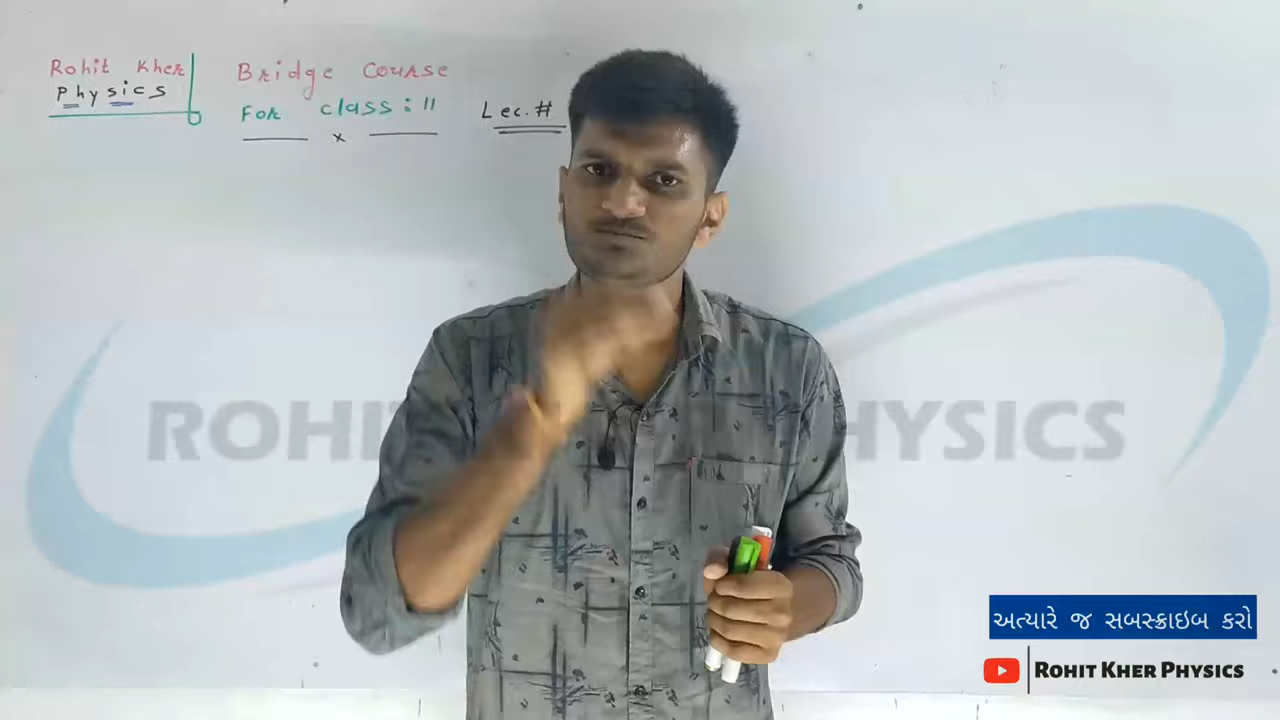 Rohit Kher
Physics
Bridge Course
For class : 11
Lec. #
x
ROHIT PHYSICS
અત્યારે જ સબસ્ક્રાઇબ કરો
ROHIT KHER PHYSICS